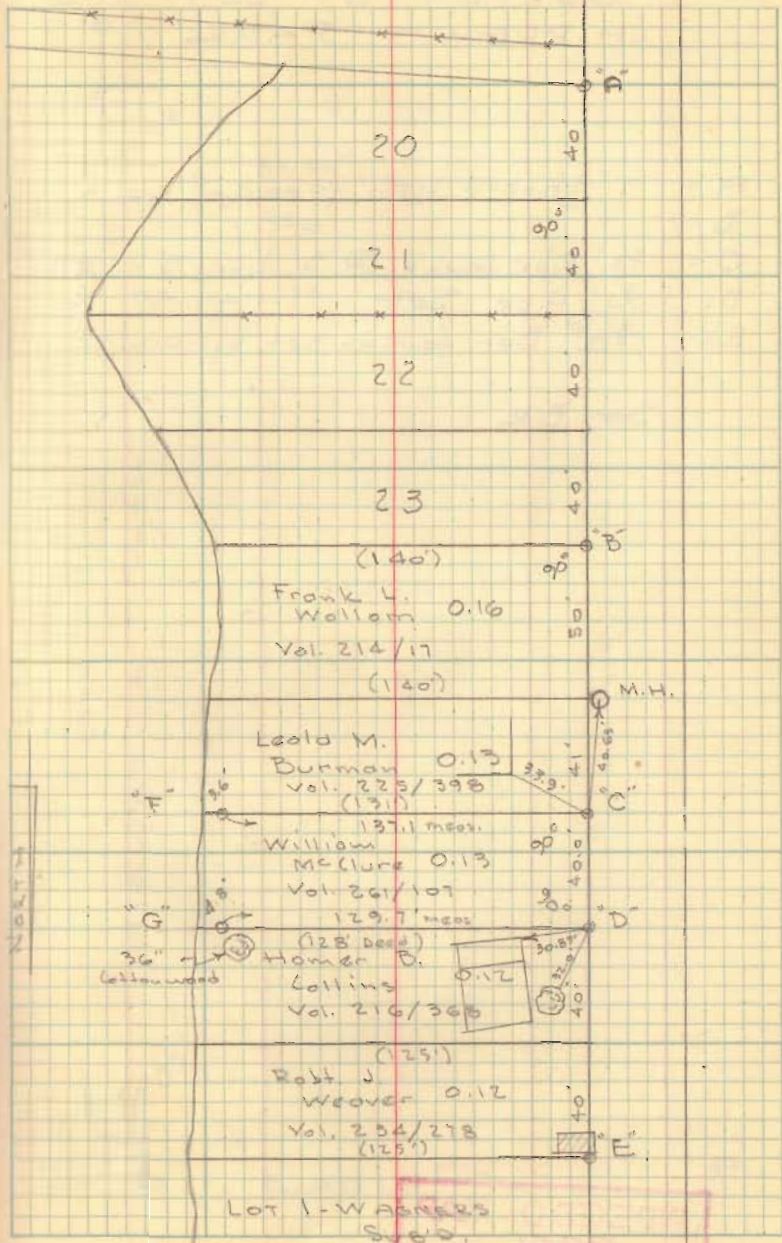 "D"
40'
20
90°
40'
21
40'
22
40'
23
"B"
(140')
90°
Frank L.
Wollom 0.16
50'
Vol. 214/17
(140')
M.H.
Leola M.
Burman 0.13
41'
40.65'
33.9'
Vol. 225/398
"F"
3.6'
(131')
"C"
137.1 meas.
William
McClure 0.13
90°
40.0'
Vol. 261/107
90°
129.7' meas
"G"
4.8'
"D"
(128' Deed)
36"
Cottonwood
Homer B.
Collins
0.12
30.87'
32.0'
40'
Vol. 216/368
(125')
Robt. J.
Weaver 0.12
40'
Vol. 234/278
(125')
"E"
NORTH
LOT 1 - WAGNERS
SUB'D.